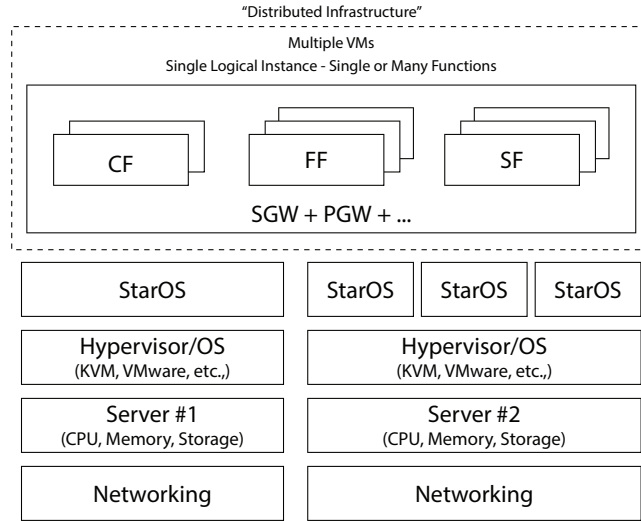 “Distributed Infrastructure”
Multiple VMs
Single Logical Instance - Single or Many Functions
CF
FF
SF
SGW + PGW + ...
StarOS
StarOS
StarOS
StarOS
Hypervisor/OS
(KVM, VMware, etc.,)
Hypervisor/OS
(KVM, VMware, etc.,)
Server #1
(CPU, Memory, Storage)
Server #2
(CPU, Memory, Storage)
Networking
Networking